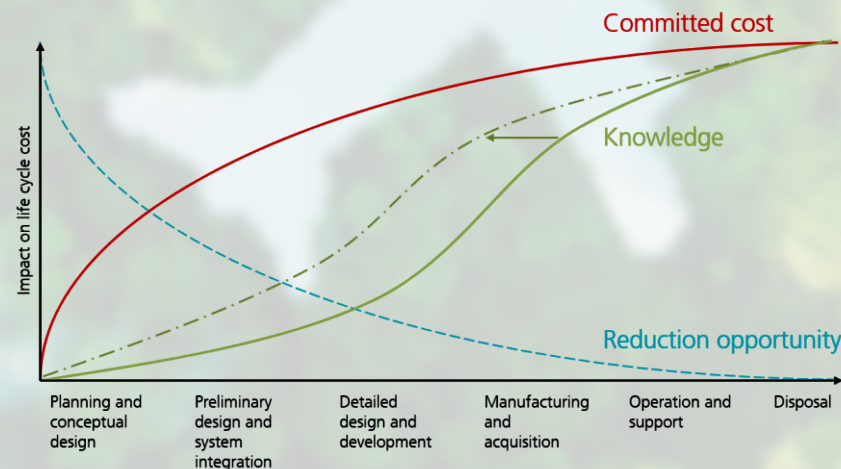 Committed cost
Knowledge
Reduction opportunity
Impact on life cycle cost
Planning and
conceptual
design
Preliminary
design and
system
integration
Detailed
design and
development
Manufacturing
and
acquisition
Operation and
support
Disposal